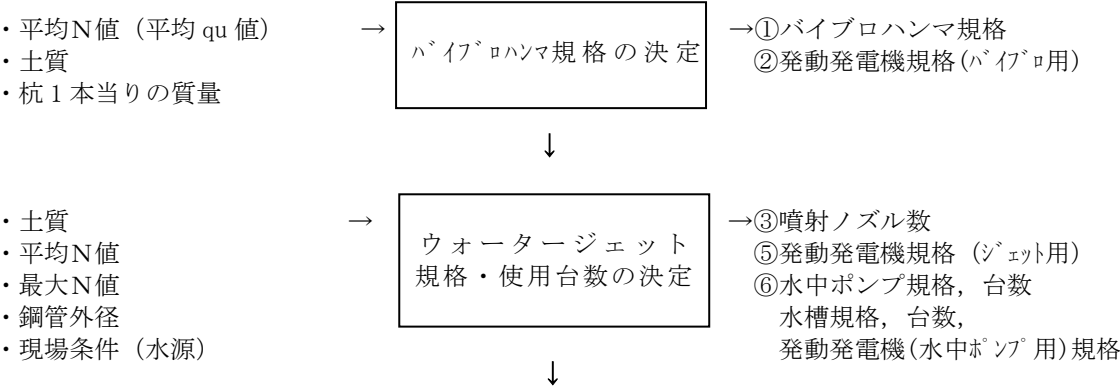 ・平均Ｎ値（平均 qu 値） → ﾊﾞｲﾌﾞﾛﾊﾝﾏ規格の決定 →①バイブロハンマ規格
・土質 ②発動発電機規格(ﾊﾞｲﾌﾞﾛ用)
・杭１本当りの質量
↓
・土質 → ウォータージェット →③噴射ノズル数
・平均Ｎ値 規格・使用台数の決定 ⑤発動発電機規格（ｼﾞｪｯﾄ用）
・最大Ｎ値 ⑥水中ポンプ規格，台数
・鋼管外径 水槽規格，台数，
・現場条件（水源） 発動発電機(水中ﾎﾟﾝﾌﾟ用)規格
↓